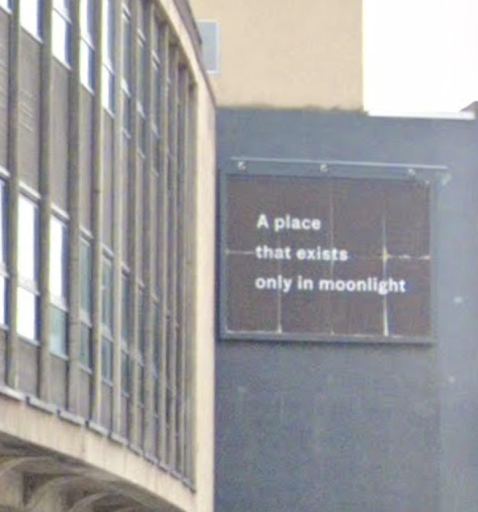 A place
that exists
only in moonlight